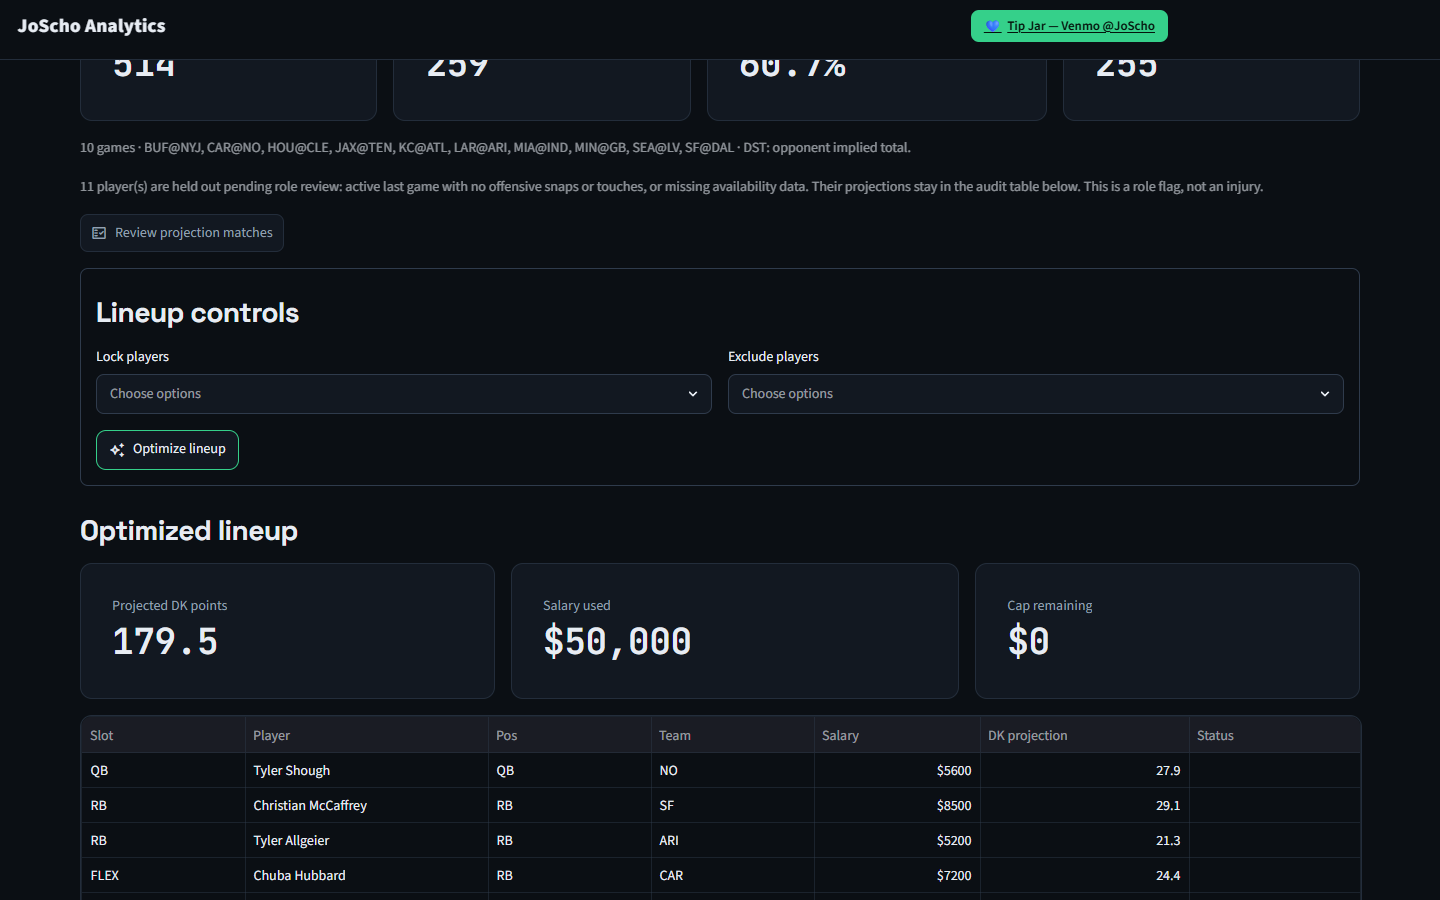 JoScho Analytics
💙 Tip Jar — Venmo @JoScho
514 259 60.7% 255
10 games · BUF@NYJ, CAR@NO, HOU@CLE, JAX@TEN, KC@ATL, LAR@ARI, MIA@IND, MIN@GB, SEA@LV, SF@DAL · DST: opponent implied total.
11 player(s) are held out pending role review: active last game with no offensive snaps or touches, or missing availability data. Their projections stay in the audit table below. This is a role flag, not an injury.
Review projection matches
Lineup controls
Lock players Exclude players
Choose options Choose options
Optimize lineup
Optimized lineup
Projected DK points Salary used Cap remaining
179.5 $50,000 $0
Slot Player Pos Team Salary DK projection Status
QB Tyler Shough QB NO $5600 27.9
RB Christian McCaffrey RB SF $8500 29.1
RB Tyler Allgeier RB ARI $5200 21.3
FLEX Chuba Hubbard RB CAR $7200 24.4